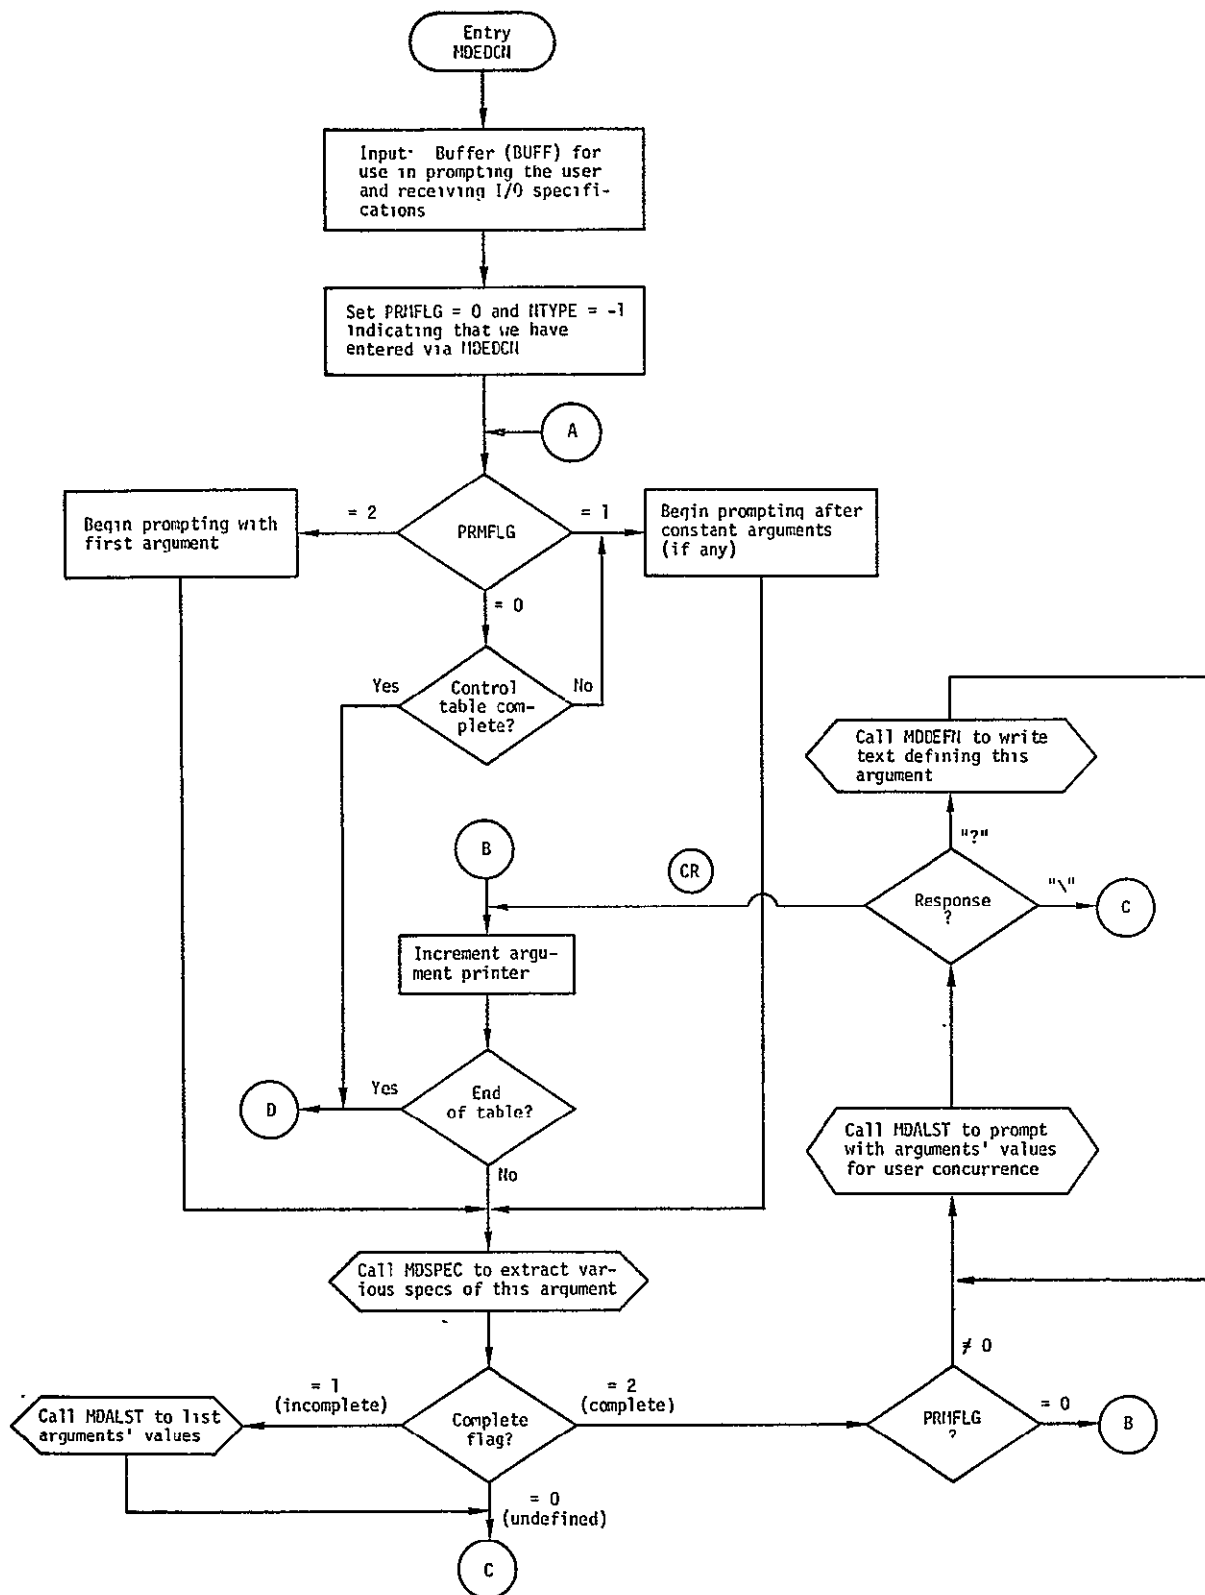 Entry
MDEDCN
Input· Buffer (BUFF) for
use in prompting the user
and receiving I/O specifi-
cations
Set PRMFLG = 0 and MTYPE = -1
indicating that we have
entered via MDEDCN
A
Begin prompting with
first argument
= 2
PRMFLG
= 1
Begin prompting after
constant arguments
(if any)
= 0
Yes
Control
table com-
plete?
No
Call MDDEFN to write
text defining this
argument
"?"
B
CR
Response
?
"\"
C
Increment argu-
ment printer
D
Yes
End
of table?
No
Call MDALST to prompt
with arguments' values
for user concurrence
Call MDSPEC to extract var-
ious specs of this argument
≠ 0
= 1
(incomplete)
= 2
(complete)
Call MDALST to list
arguments' values
Complete
flag?
PRMFLG
?
= 0
B
= 0
(undefined)
C